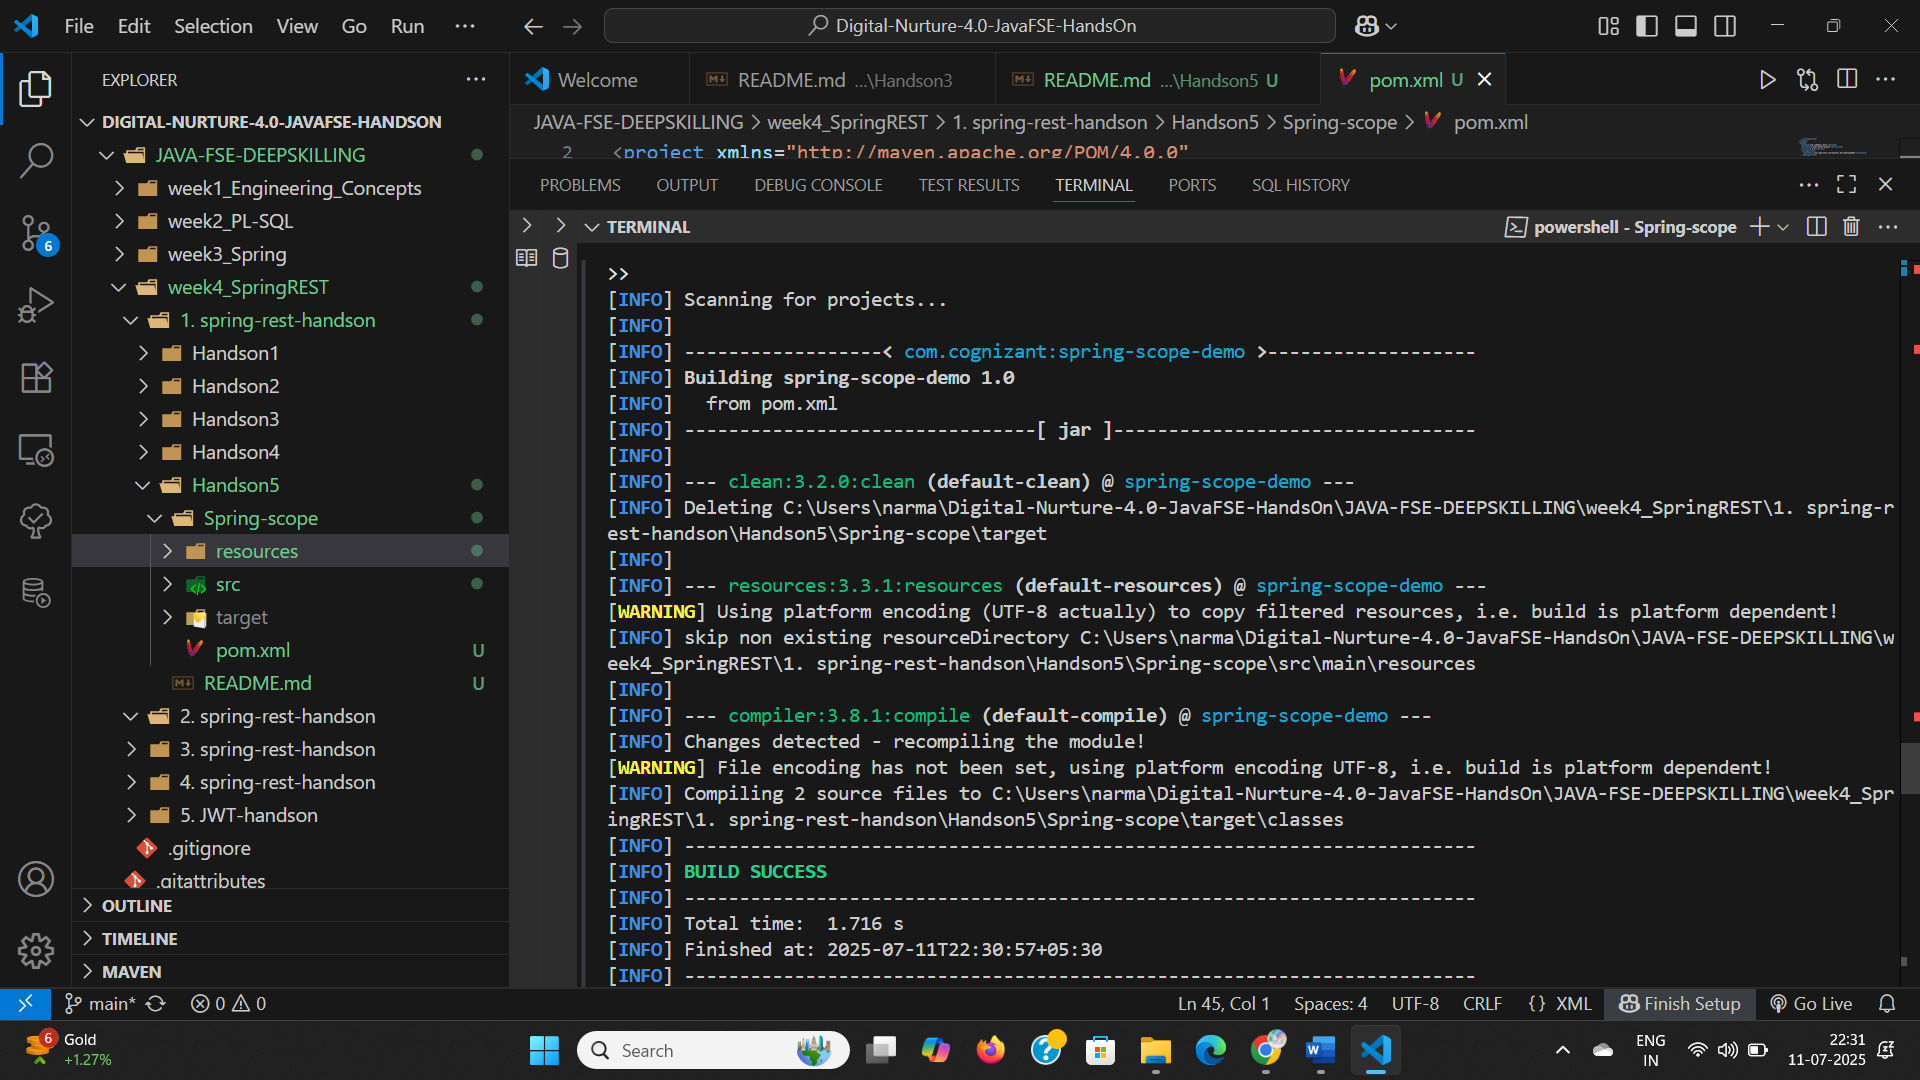 File Edit Selection View Go Run ···
Digital-Nurture-4.0-JavaFSE-HandsOn
EXPLORER
DIGITAL-NURTURE-4.0-JAVAFSE-HANDSON
JAVA-FSE-DEEPSKILLING
week1_Engineering_Concepts
week2_PL-SQL
week3_Spring
week4_SpringREST
1. spring-rest-handson
Handson1
Handson2
Handson3
Handson4
Handson5
Spring-scope
resources
src
target
pom.xml U
README.md U
2. spring-rest-handson
3. spring-rest-handson
4. spring-rest-handson
5. JWT-handson
.gitignore
.gitattributes
OUTLINE
TIMELINE
MAVEN
6
Welcome README.md ...\Handson3 README.md ...\Handson5 U pom.xml U
JAVA-FSE-DEEPSKILLING > week4_SpringREST > 1. spring-rest-handson > Handson5 > Spring-scope > pom.xml
2 <project xmlns="http://maven.apache.org/POM/4.0.0"
PROBLEMS OUTPUT DEBUG CONSOLE TEST RESULTS TERMINAL PORTS SQL HISTORY
TERMINAL powershell - Spring-scope
>>
[INFO] Scanning for projects...
[INFO]
[INFO] ------------------< com.cognizant:spring-scope-demo >-------------------
[INFO] Building spring-scope-demo 1.0
[INFO]   from pom.xml
[INFO] --------------------------------[ jar ]---------------------------------
[INFO]
[INFO] --- clean:3.2.0:clean (default-clean) @ spring-scope-demo ---
[INFO] Deleting C:\Users\narma\Digital-Nurture-4.0-JavaFSE-HandsOn\JAVA-FSE-DEEPSKILLING\week4_SpringREST\1. spring-r
est-handson\Handson5\Spring-scope\target
[INFO]
[INFO] --- resources:3.3.1:resources (default-resources) @ spring-scope-demo ---
[WARNING] Using platform encoding (UTF-8 actually) to copy filtered resources, i.e. build is platform dependent!
[INFO] skip non existing resourceDirectory C:\Users\narma\Digital-Nurture-4.0-JavaFSE-HandsOn\JAVA-FSE-DEEPSKILLING\w
eek4_SpringREST\1. spring-rest-handson\Handson5\Spring-scope\src\main\resources
[INFO]
[INFO] --- compiler:3.8.1:compile (default-compile) @ spring-scope-demo ---
[INFO] Changes detected - recompiling the module!
[WARNING] File encoding has not been set, using platform encoding UTF-8, i.e. build is platform dependent!
[INFO] Compiling 2 source files to C:\Users\narma\Digital-Nurture-4.0-JavaFSE-HandsOn\JAVA-FSE-DEEPSKILLING\week4_Spr
ingREST\1. spring-rest-handson\Handson5\Spring-scope\target\classes
[INFO] ------------------------------------------------------------------------
[INFO] BUILD SUCCESS
[INFO] ------------------------------------------------------------------------
[INFO] Total time:  1.716 s
[INFO] Finished at: 2025-07-11T22:30:57+05:30
[INFO] ------------------------------------------------------------------------
main* 0 0 Ln 45, Col 1 Spaces: 4 UTF-8 CRLF {} XML Finish Setup Go Live
6 Gold
+1.27%
Search
ENG
IN
22:31
11-07-2025